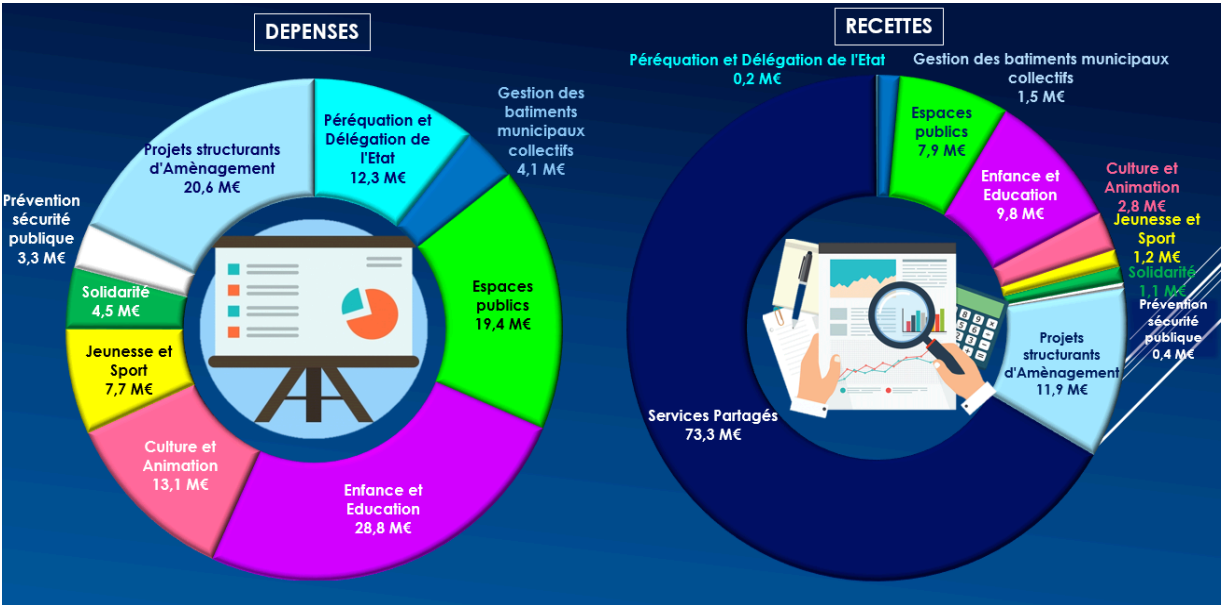 DEPENSES
Péréquation et
Délégation de
l'Etat
12,3 M€
Gestion des
batiments
municipaux
collectifs
4,1 M€
Espaces
publics
19,4 M€
Enfance et
Education
28,8 M€
Culture et
Animation
13,1 M€
Jeunesse et
Sport
7,7 M€
Solidarité
4,5 M€
Prévention
sécurité
publique
3,3 M€
Projets structurants
d'Amènagement
20,6 M€
RECETTES
Péréquation et Délégation de l'Etat
0,2 M€
Gestion des batiments municipaux
collectifs
1,5 M€
Espaces
publics
7,9 M€
Enfance et
Education
9,8 M€
Culture et
Animation
2,8 M€
Jeunesse et
Sport
1,2 M€
Solidarité
1,1 M€
Prévention
sécurité
publique
0,4 M€
Projets
structurants
d'Amènagement
11,9 M€
Services Partagés
73,3 M€